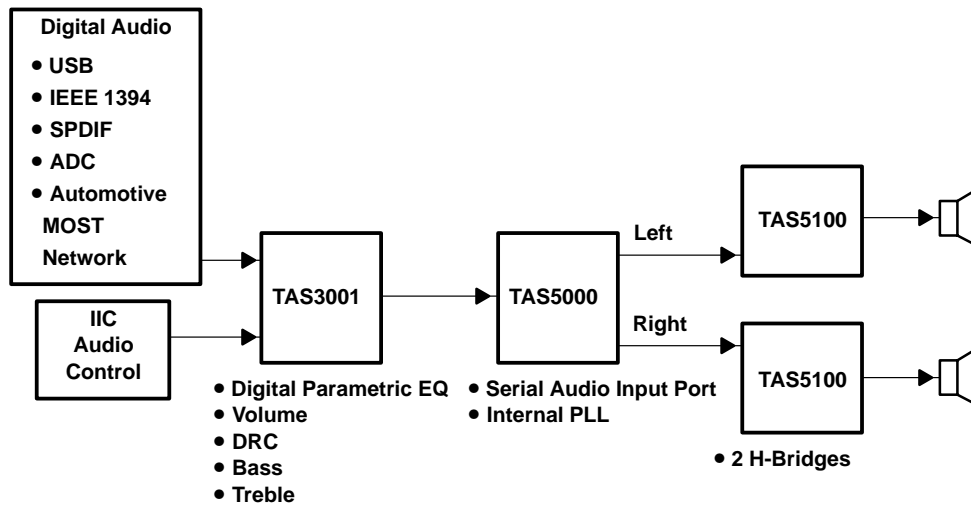 Digital Audio
• USB
• IEEE 1394
• SPDIF
• ADC
• Automotive
MOST
Network
IIC
Audio
Control
TAS3001
• Digital Parametric EQ
• Volume
• DRC
• Bass
• Treble
TAS5000
• Serial Audio Input Port
• Internal PLL
Left
Right
TAS5100
TAS5100
• 2 H-Bridges